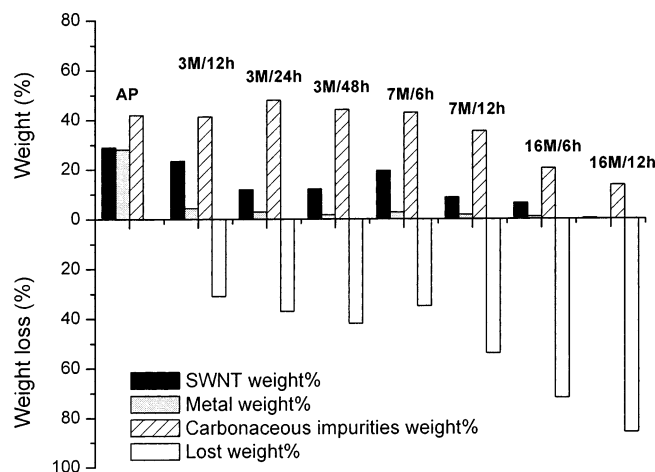 80
60
40
20
0
20
40
60
80
100
Weight (%)
Weight loss (%)
AP
3M/12h
3M/24h
3M/48h
7M/6h
7M/12h
16M/6h
16M/12h
SWNT weight%
Metal weight%
Carbonaceous impurities weight%
Lost weight%